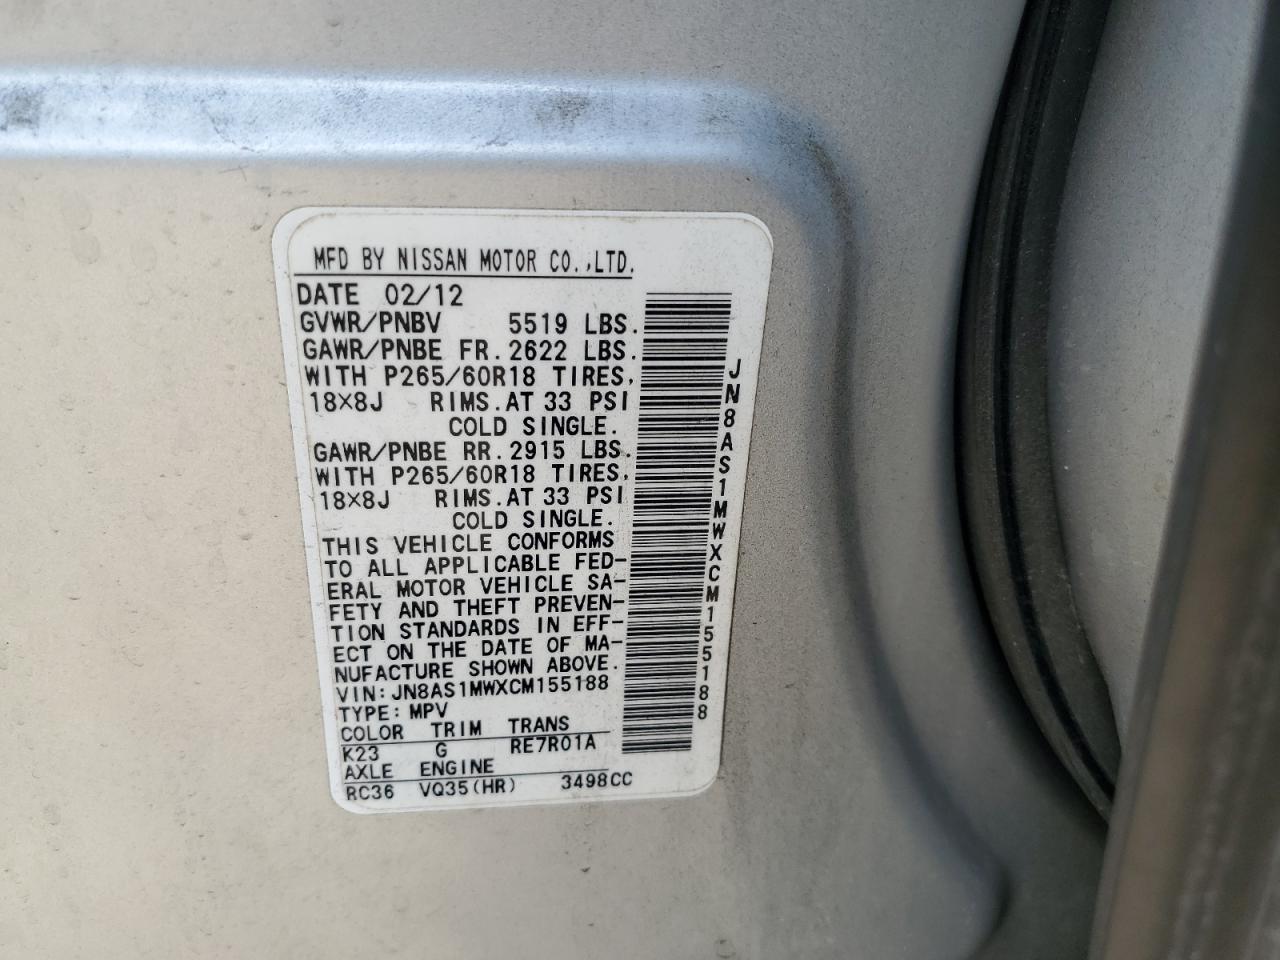 MFD BY NISSAN MOTOR CO.,LTD.
DATE 02/12
GVWR/PNBV 5519 LBS.
GAWR/PNBE FR.2622 LBS.
WITH P265/60R18 TIRES,
18×8J RIMS.AT 33 PSI
COLD SINGLE.
GAWR/PNBE RR.2915 LBS.
WITH P265/60R18 TIRES,
18×8J RIMS.AT 33 PSI
COLD SINGLE.
THIS VEHICLE CONFORMS
TO ALL APPLICABLE FED-
ERAL MOTOR VEHICLE SA-
FETY AND THEFT PREVEN-
TION STANDARDS IN EFF-
ECT ON THE DATE OF MA-
NUFACTURE SHOWN ABOVE.
VIN:JN8AS1MWXCM155188
TYPE:MPV
COLOR TRIM TRANS
K23 G RE7R01A
AXLE ENGINE
RC36 VQ35(HR) 3498CC
JN8AS1MWXCM155188